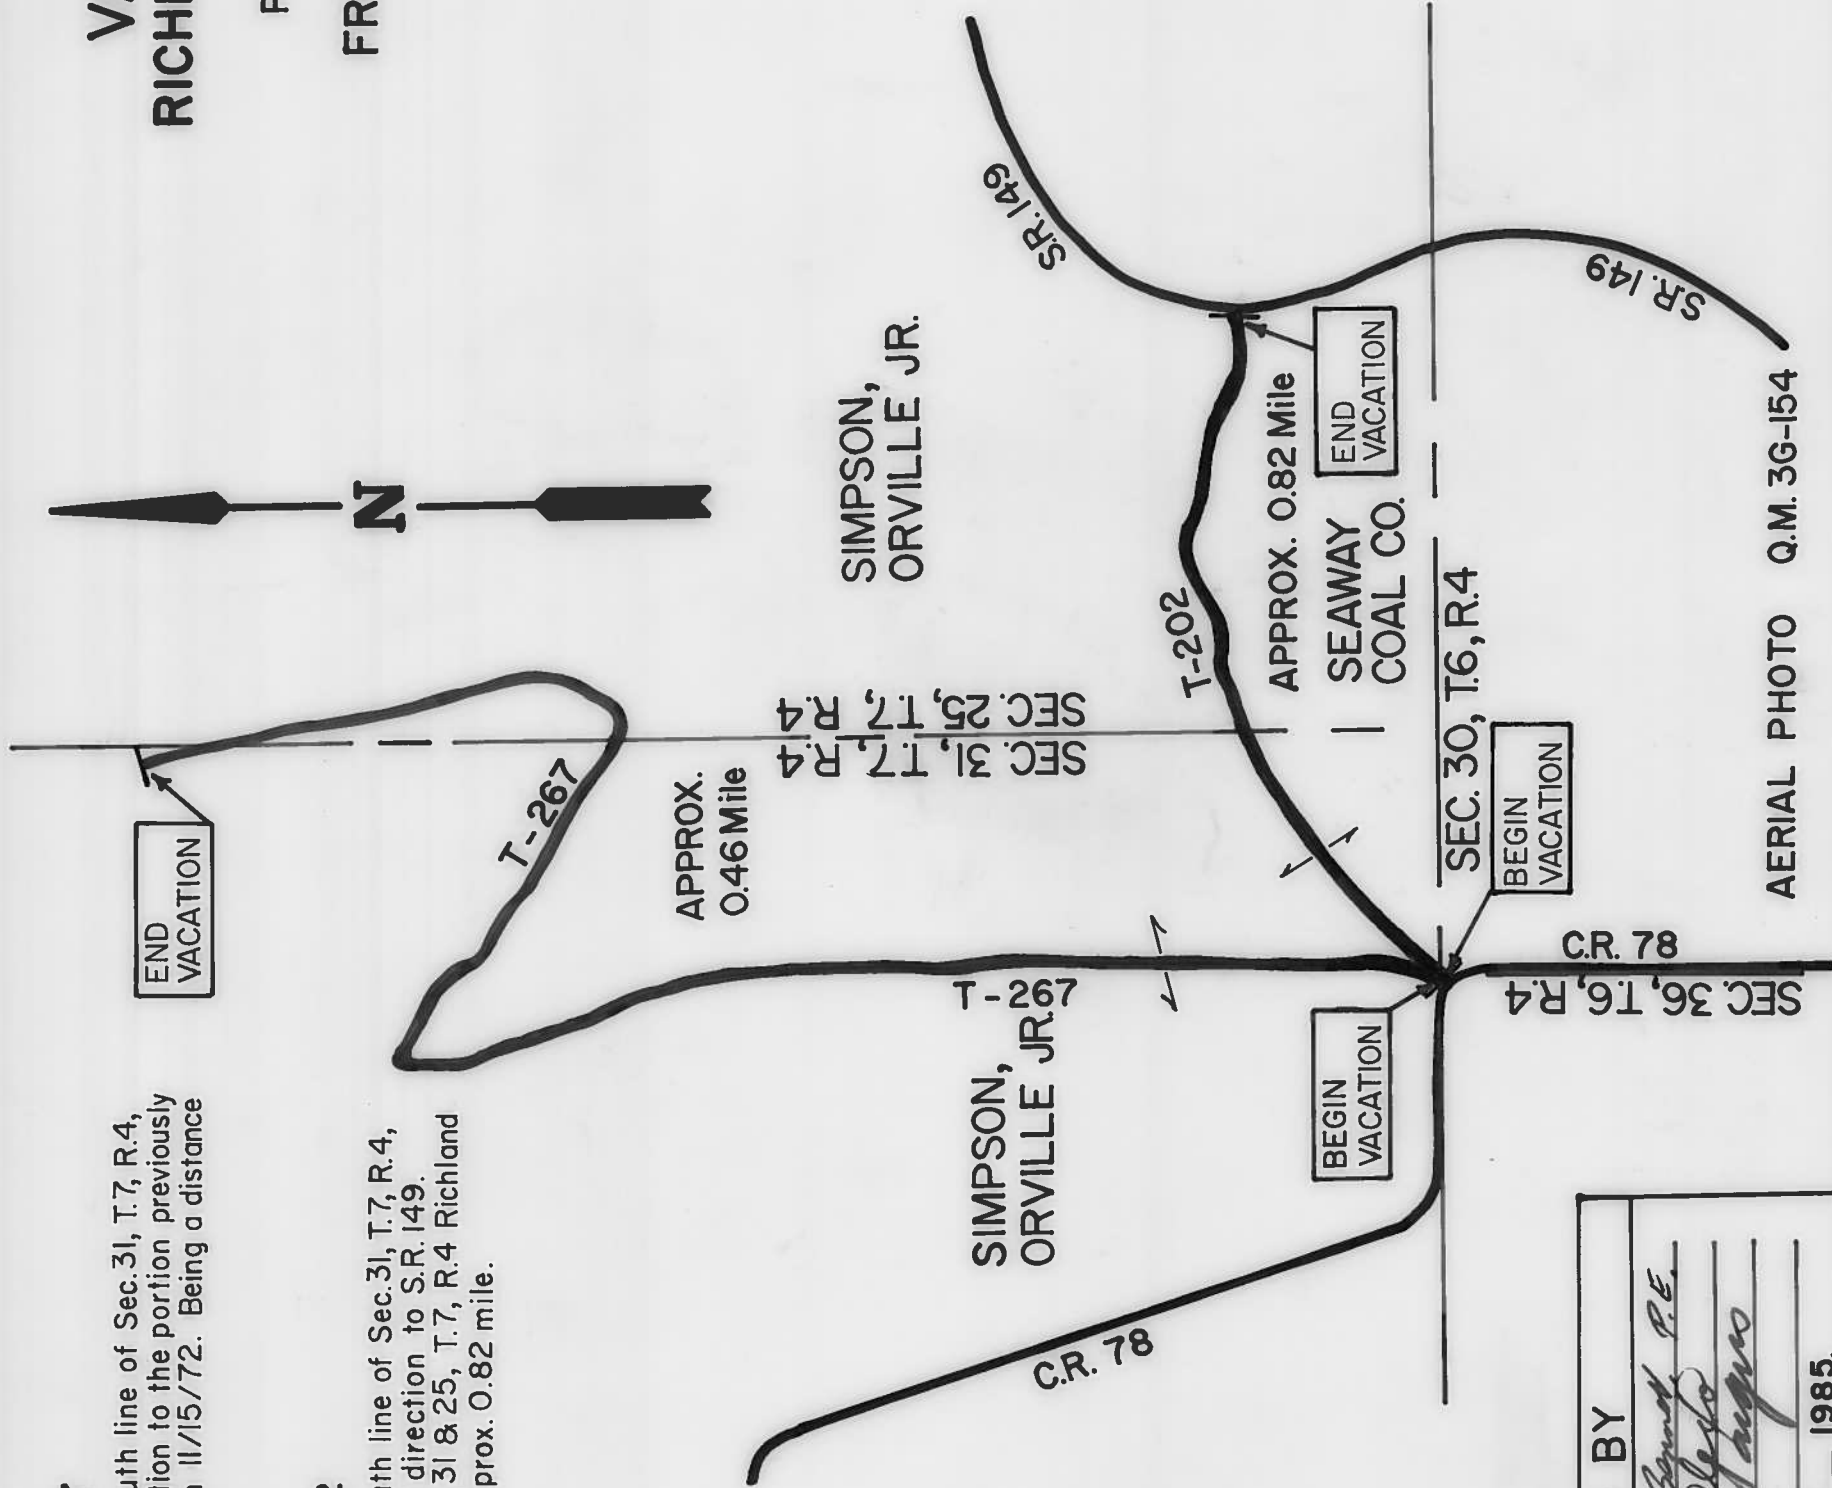 VA
RICHL
F
FR
uth line of Sec.31, T.7, R.4,
tion to the portion previously
11/15/72. Being a distance
th line of Sec.31, T.7, R.4,
direction to S.R. 149.
31 & 25, T.7, R.4 Richland
prox. 0.82 mile.
END
VACATION
N
T-267
APPROX.
0.46 Mile
SIMPSON,
ORVILLE JR.
S.R. 149
SEC. 25, T.7, R.4
SEC. 31, T.7, R.4
T-267
SIMPSON,
ORVILLE JR.
C.R. 78
T-202
APPROX. 0.82 Mile
SEAWAY
COAL CO.
END
VACATION
BEGIN
VACATION
SEC. 30, T.6, R.4
BEGIN
VACATION
C.R. 78
SEC. 36, T.6, R.4
S.R. 149
AERIAL PHOTO Q.M. 3G-154
BY
P.E.
1985